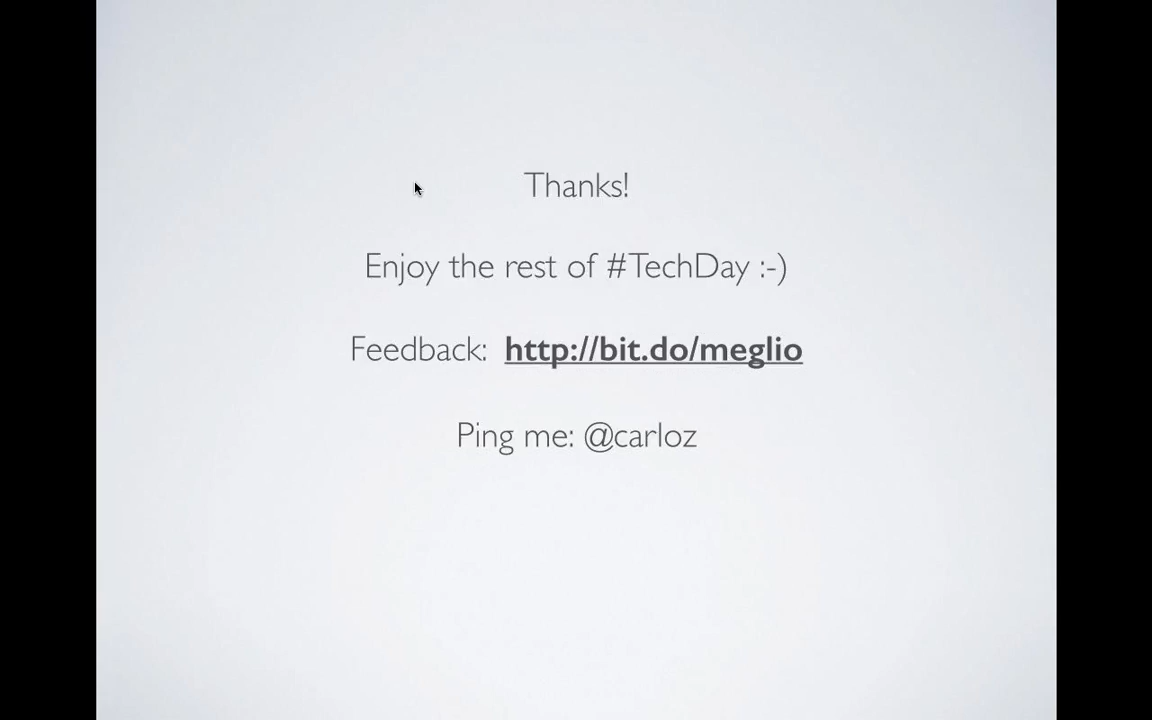 Thanks!
Enjoy the rest of #TechDay :-)
Feedback: http://bit.do/meglio
Ping me: @carloz